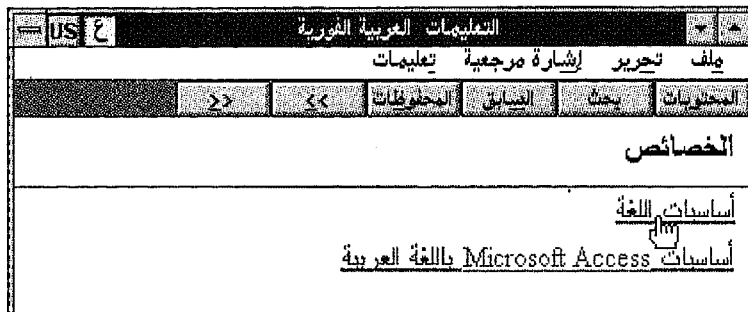 التعليمات العربية الفورية خ US
ملف تحرير إشارة مرجعية تعليمات
المحتويات بحث السابق المحفوظات << >>
الخصائص
أساسيات اللغة
أساسيات Microsoft Access باللغة العربية